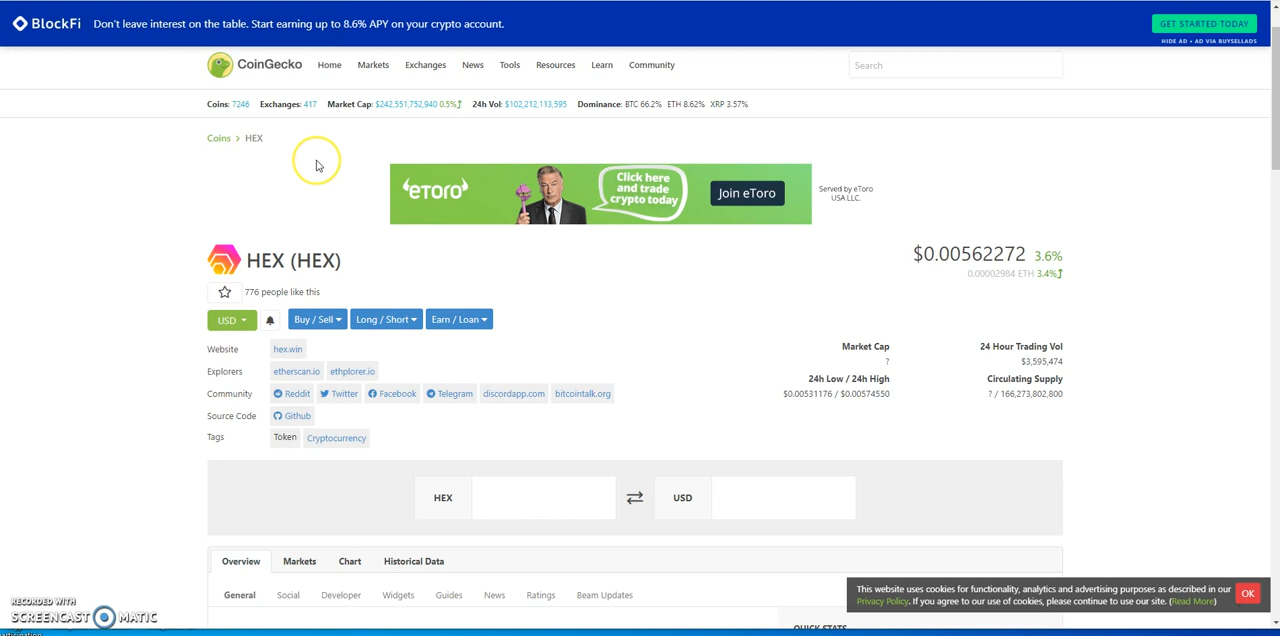 BlockFi Don't leave interest on the table. Start earning up to 8.6% APY on your crypto account. GET STARTED TODAY
HIDE AD • AD VIA BUYSELLADS
CoinGecko Home Markets Exchanges News Tools Resources Learn Community Search
Coins: 7246 Exchanges: 417 Market Cap: $242,551,752,940 0.5% 24h Vol: $102,212,113,595 Dominance: BTC 66.2% ETH 8.62% XRP 3.57%
Coins > HEX
eToro Click here and trade crypto today Join eToro Served by eToro USA LLC.
HEX (HEX) $0.00562272 3.6%
0.00002984 ETH 3.4%
776 people like this
USD Buy / Sell Long / Short Earn / Loan
Website hex.win Market Cap 24 Hour Trading Vol
? $3,595,474
Explorers etherscan.io ethplorer.io 24h Low / 24h High Circulating Supply
Community Reddit Twitter Facebook Telegram discordapp.com bitcointalk.org $0.00531176 / $0.00574550 ? / 166,273,802,800
Source Code Github
Tags Token Cryptocurrency
HEX USD
Overview Markets Chart Historical Data
General Social Developer Widgets Guides News Ratings Beam Updates
This website uses cookies for functionality, analytics and advertising purposes as described in our
Privacy Policy. If you agree to our use of cookies, please continue to use our site. (Read More) OK
QUICK STATS
RECORDED WITH
SCREENCAST MATIC